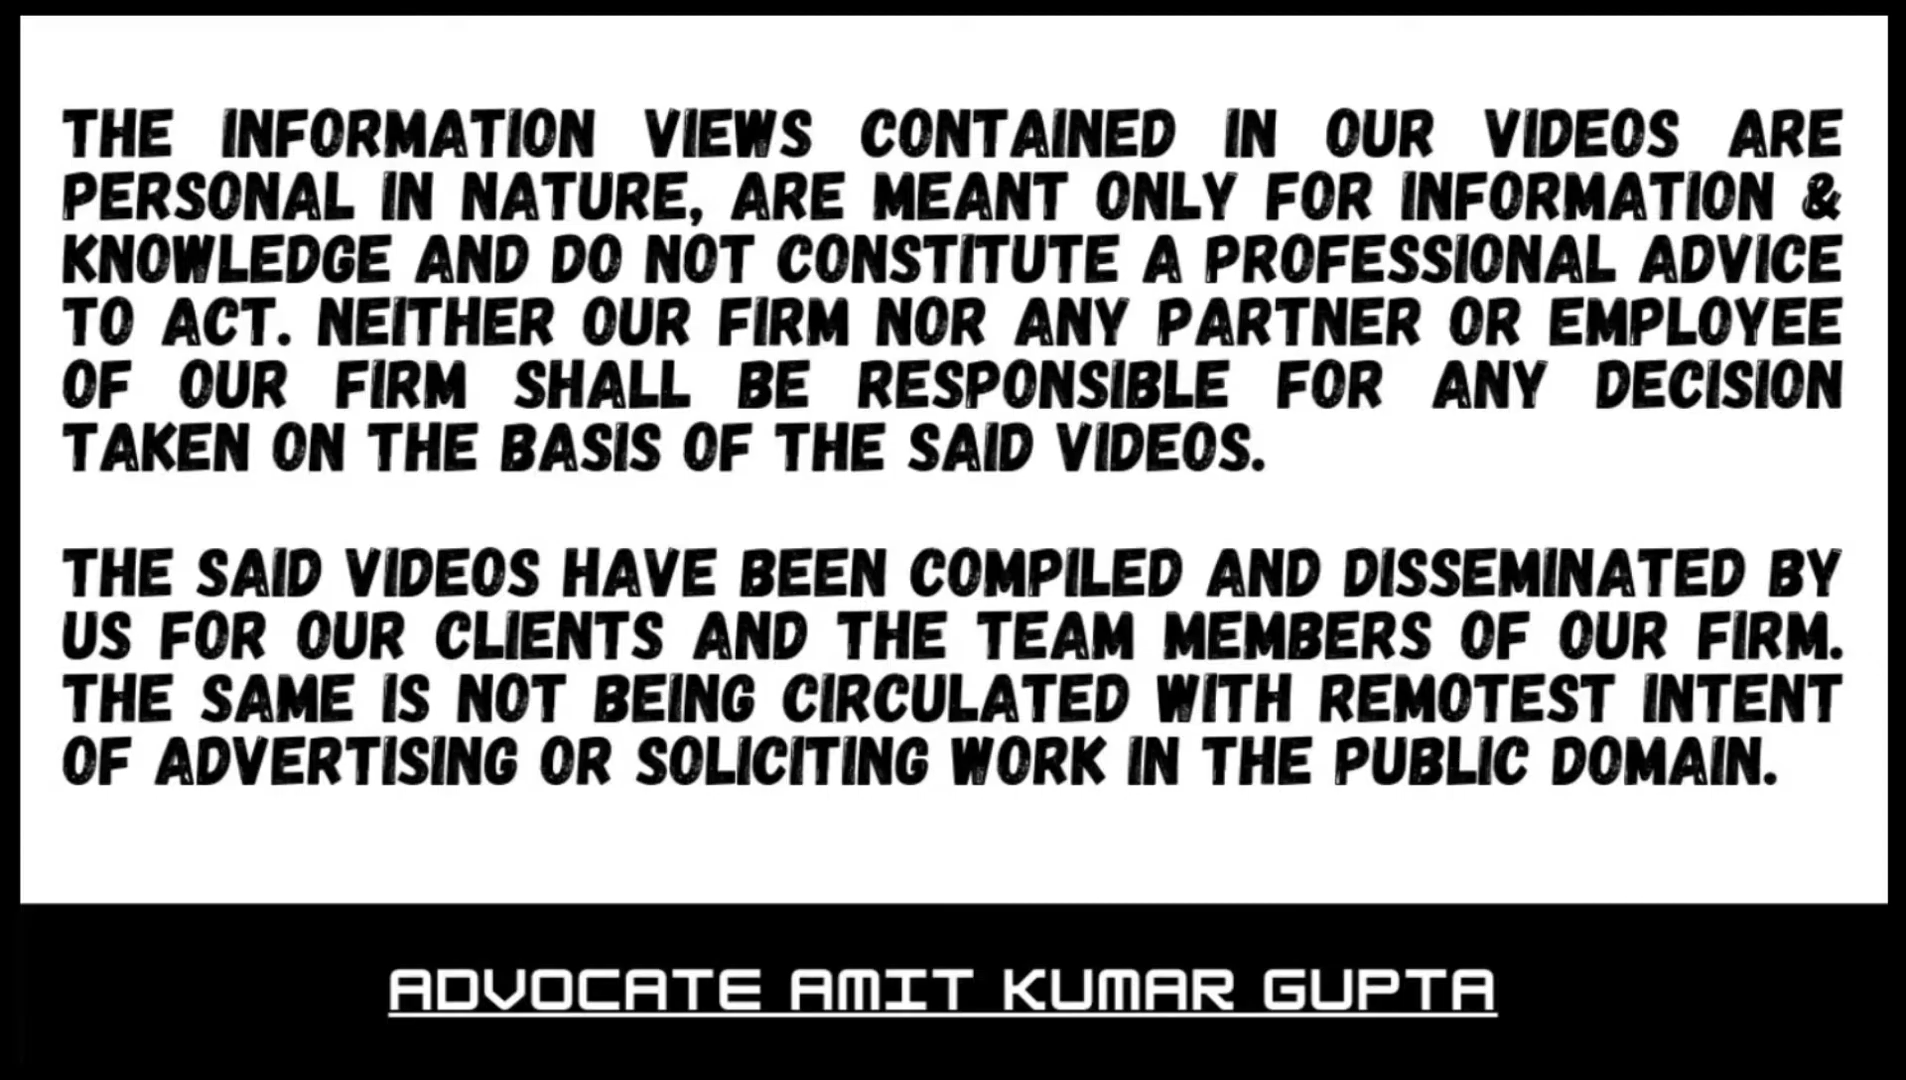 THE INFORMATION VIEWS CONTAINED IN OUR VIDEOS ARE
PERSONAL IN NATURE, ARE MEANT ONLY FOR INFORMATION &
KNOWLEDGE AND DO NOT CONSTITUTE A PROFESSIONAL ADVICE
TO ACT. NEITHER OUR FIRM NOR ANY PARTNER OR EMPLOYEE
OF OUR FIRM SHALL BE RESPONSIBLE FOR ANY DECISION
TAKEN ON THE BASIS OF THE SAID VIDEOS.
THE SAID VIDEOS HAVE BEEN COMPILED AND DISSEMINATED BY
US FOR OUR CLIENTS AND THE TEAM MEMBERS OF OUR FIRM.
THE SAME IS NOT BEING CIRCULATED WITH REMOTEST INTENT
OF ADVERTISING OR SOLICITING WORK IN THE PUBLIC DOMAIN.
ADVOCATE AMIT KUMAR GUPTA